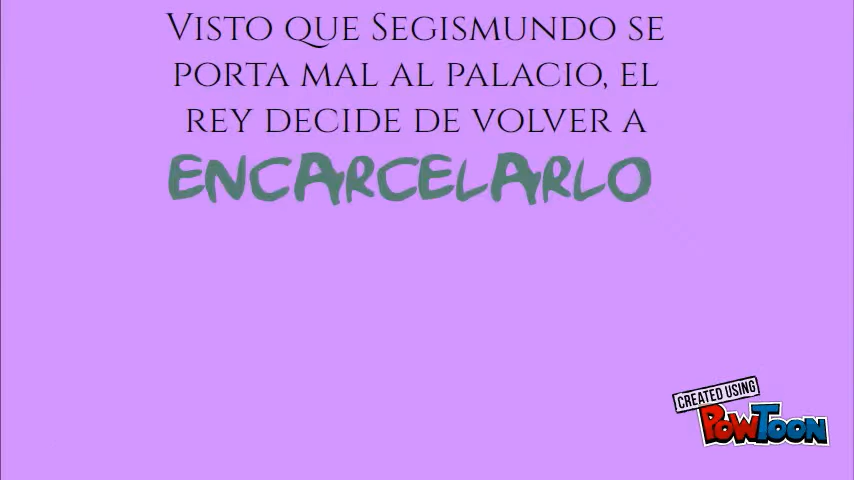 Visto que Segismundo se
porta mal al palacio, el
rey decide de volver a
ENCARCELARLO
CREATED USING
PowToon